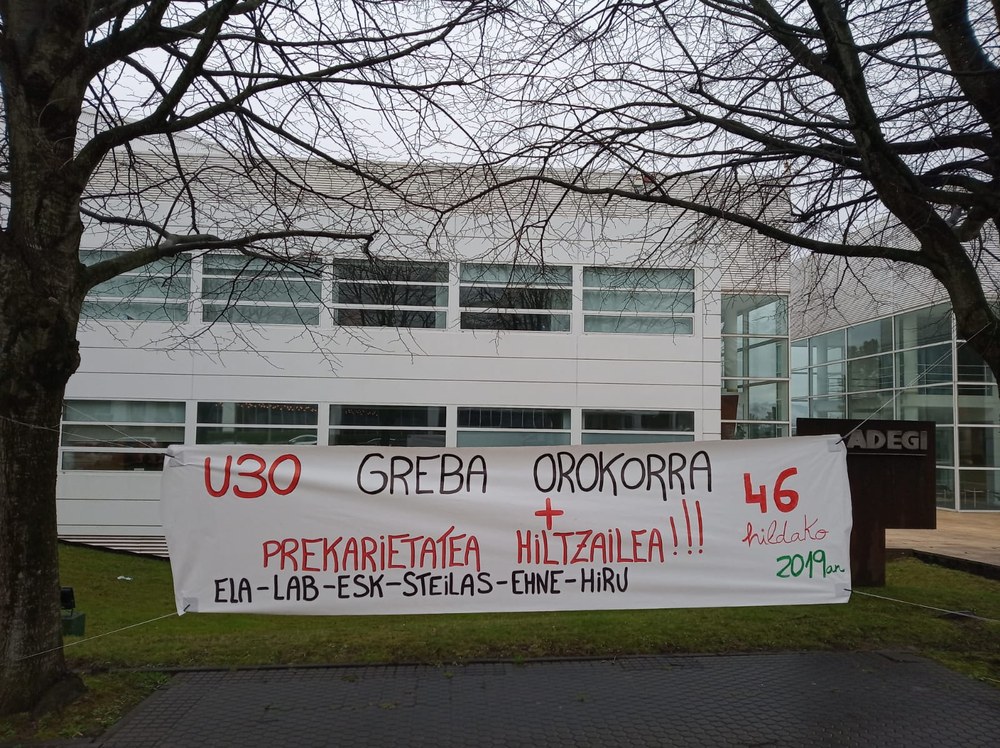 U30 GREBA OROKORRA
+
PREKARIETATEA HILTZAILEA!!!
ELA-LAB-ESK-STEILAS-EHNE-HIRU
46
hildako
2019an
ADEGI